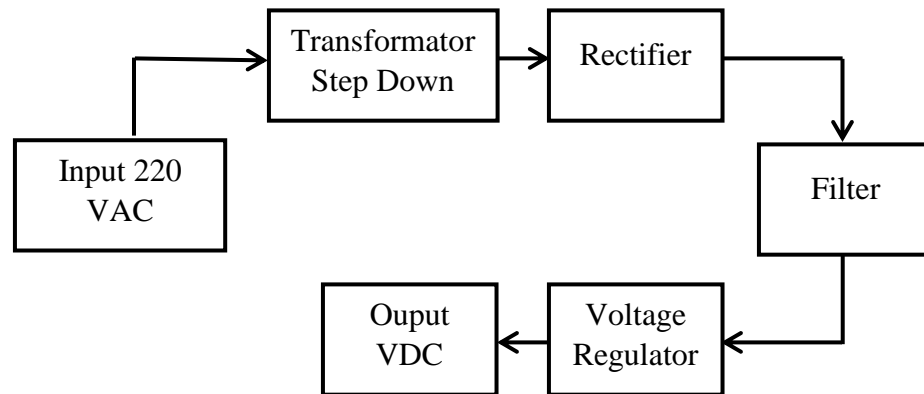 Transformator
Step Down
Rectifier
Input 220
VAC
Filter
Ouput
VDC
Voltage
Regulator